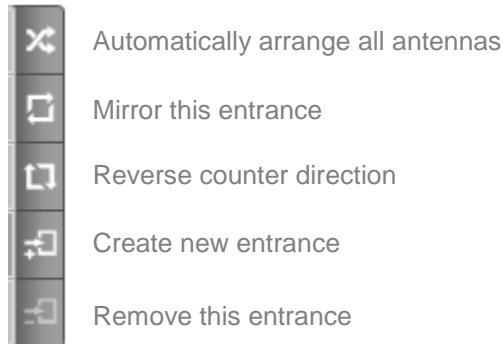 Automatically arrange all antennas
Mirror this entrance
Reverse counter direction
Create new entrance
Remove this entrance